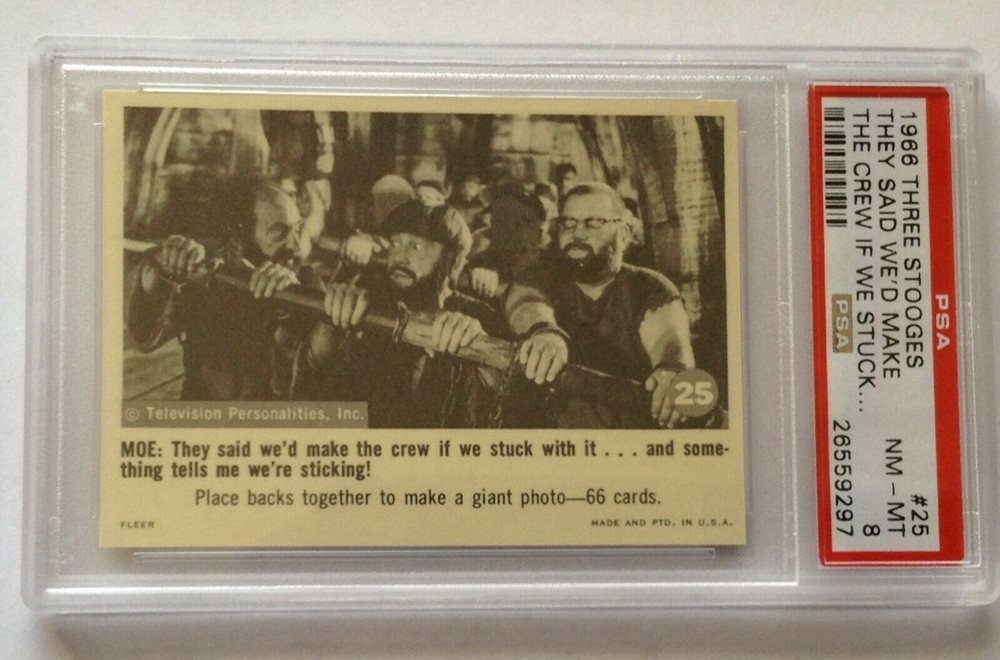 25
© Television Personalities, Inc.
MOE: They said we'd make the crew if we stuck with it . . . and some-
thing tells me we're sticking!
Place backs together to make a giant photo—66 cards.
FLEER
MADE AND PTD. IN U.S.A.
PSA
1966 THREE STOOGES #25
THEY SAID WE'D MAKE NM - MT
THE CREW IF WE STUCK... 8
PSA 26559297